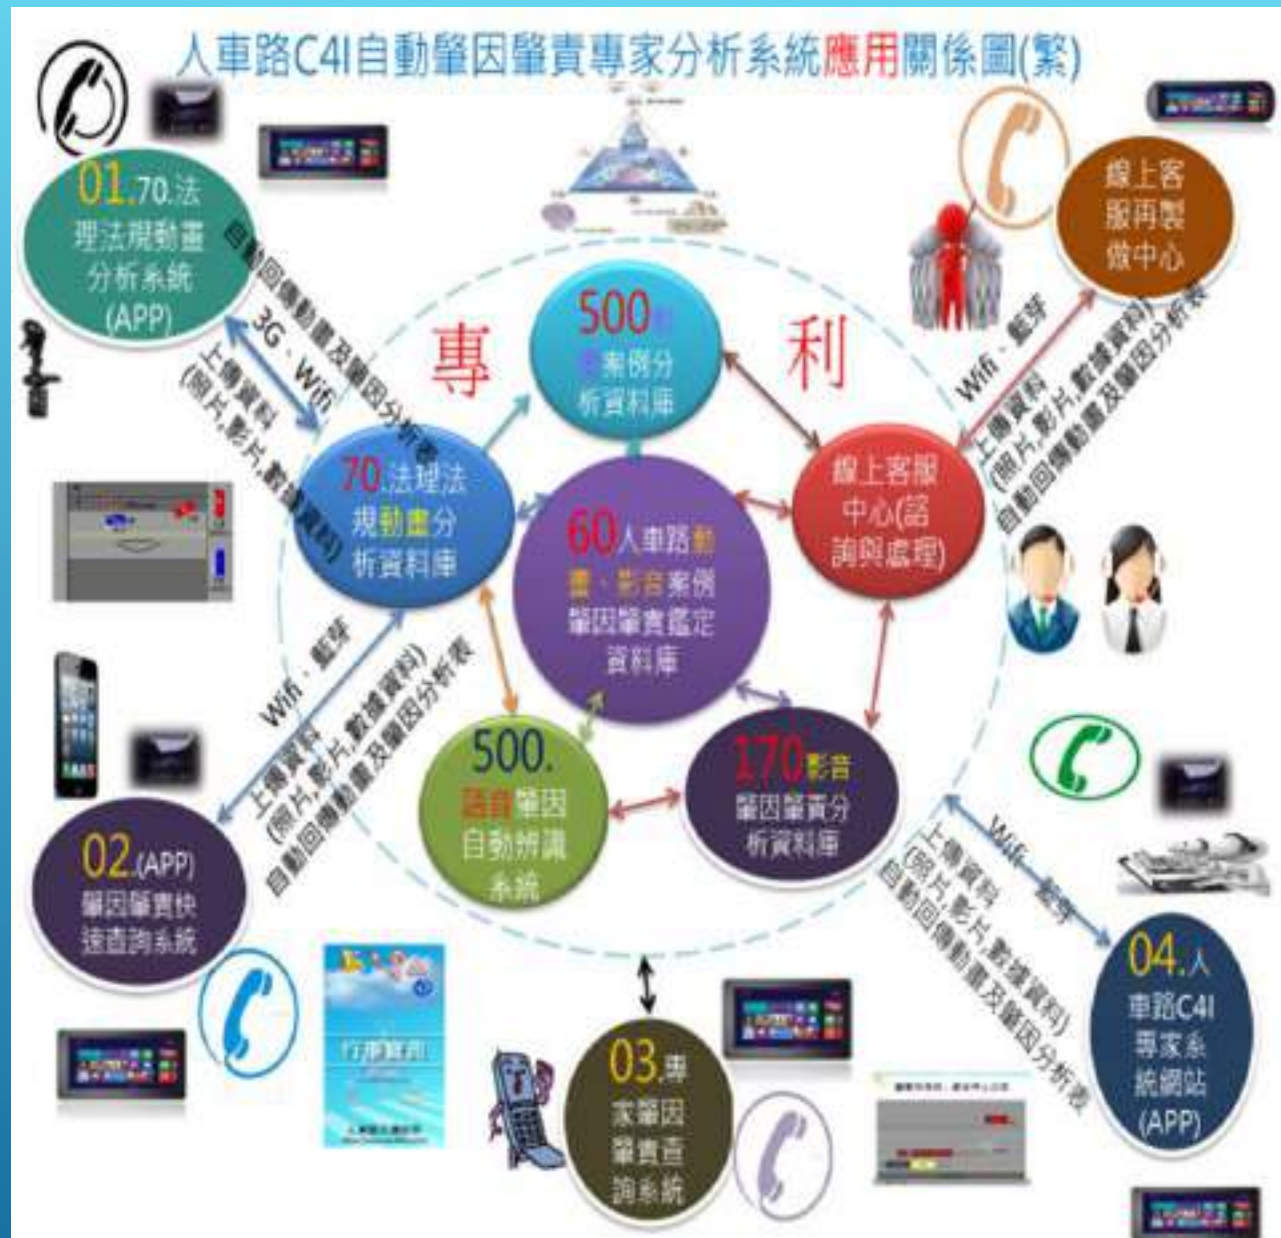 人車路C4I自動肇因肇責專家分析系統應用關係圖(繁)
01.70.法
理法規動畫
分析系統
(APP)
自動回傳動畫及肇因分析表
3G、Wifi
上傳資料
(照片,影片,數據資料)
專 利
500
案例分
析資料庫
線上客
服再製
做中心
Wifi、藍芽
上傳資料
(照片,影片,數據資料)
自動回傳動畫及肇因分析表
70.法理法
規動畫分
析資料庫
60人車路動
畫、影音案例
肇因肇責鑑定
資料庫
線上客服
中心(諮
詢與處理)
Wifi、藍芽
上傳資料
(照片,影片,數據資料)
自動回傳動畫及肇因分析表
500.
語音肇因
自動辨識
系統
170影音
肇因肇責分
析資料庫
02.(APP)
肇因肇責快
速查詢系統
Wifi、藍芽
上傳資料
(照片,影片,數據資料)
自動回傳動畫及肇因分析表
03.專
家肇因
肇責查
詢系統
04.人
車路C4I
專家系
統網站
(APP)